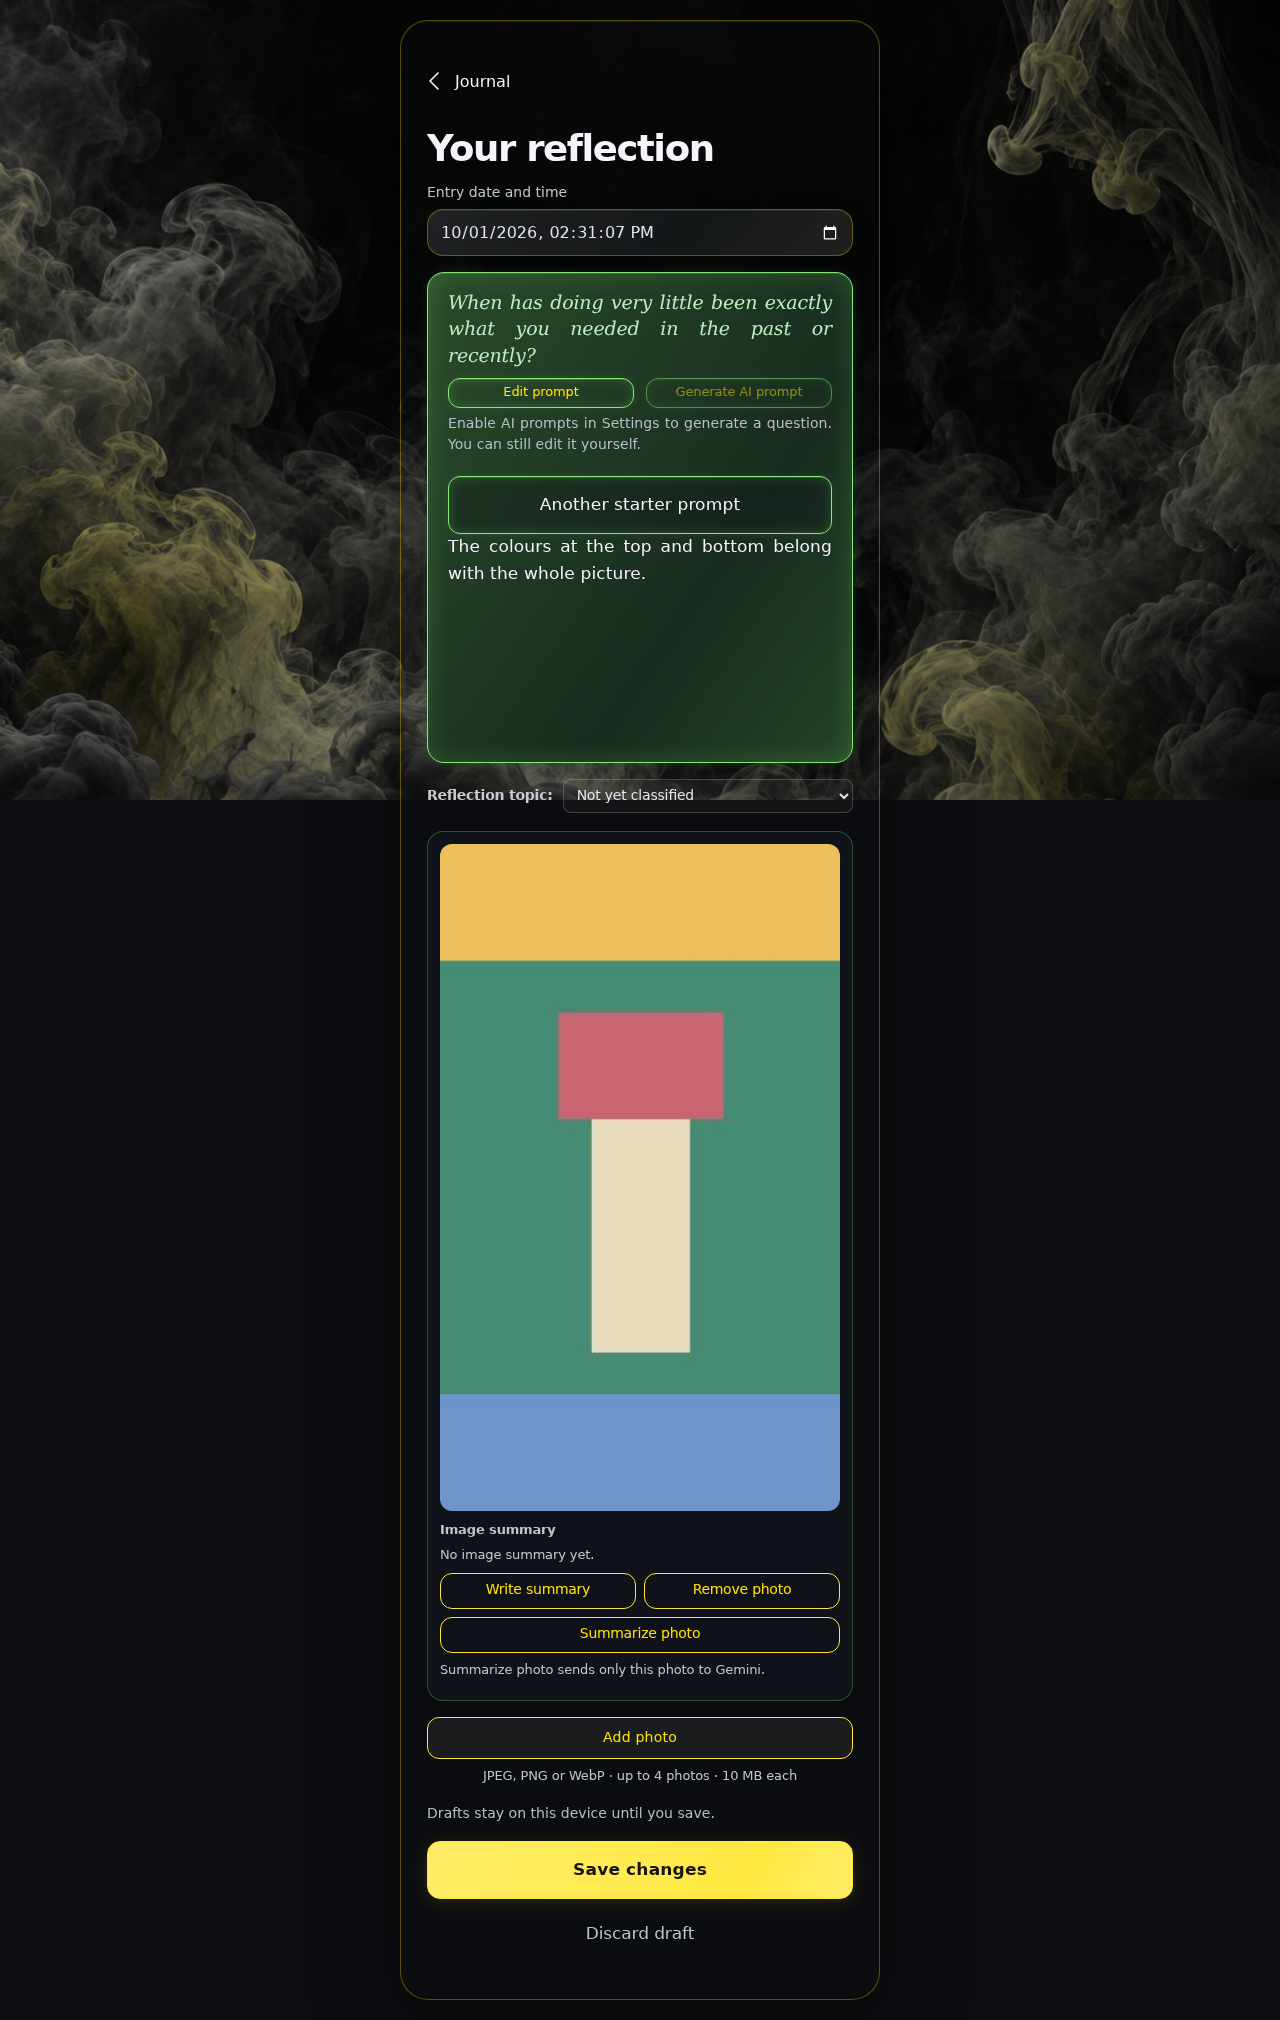 Journal
Your reflection
Entry date and time
10/01/2026, 02:31:07 PM
When has doing very little been exactly
what you needed in the past or
recently?
Edit prompt
Generate AI prompt
Enable AI prompts in Settings to generate a question.
You can still edit it yourself.
Another starter prompt
The colours at the top and bottom belong
with the whole picture.
Reflection topic:
Not yet classified
Image summary
No image summary yet.
Write summary
Remove photo
Summarize photo
Summarize photo sends only this photo to Gemini.
Add photo
JPEG, PNG or WebP · up to 4 photos · 10 MB each
Drafts stay on this device until you save.
Save changes
Discard draft